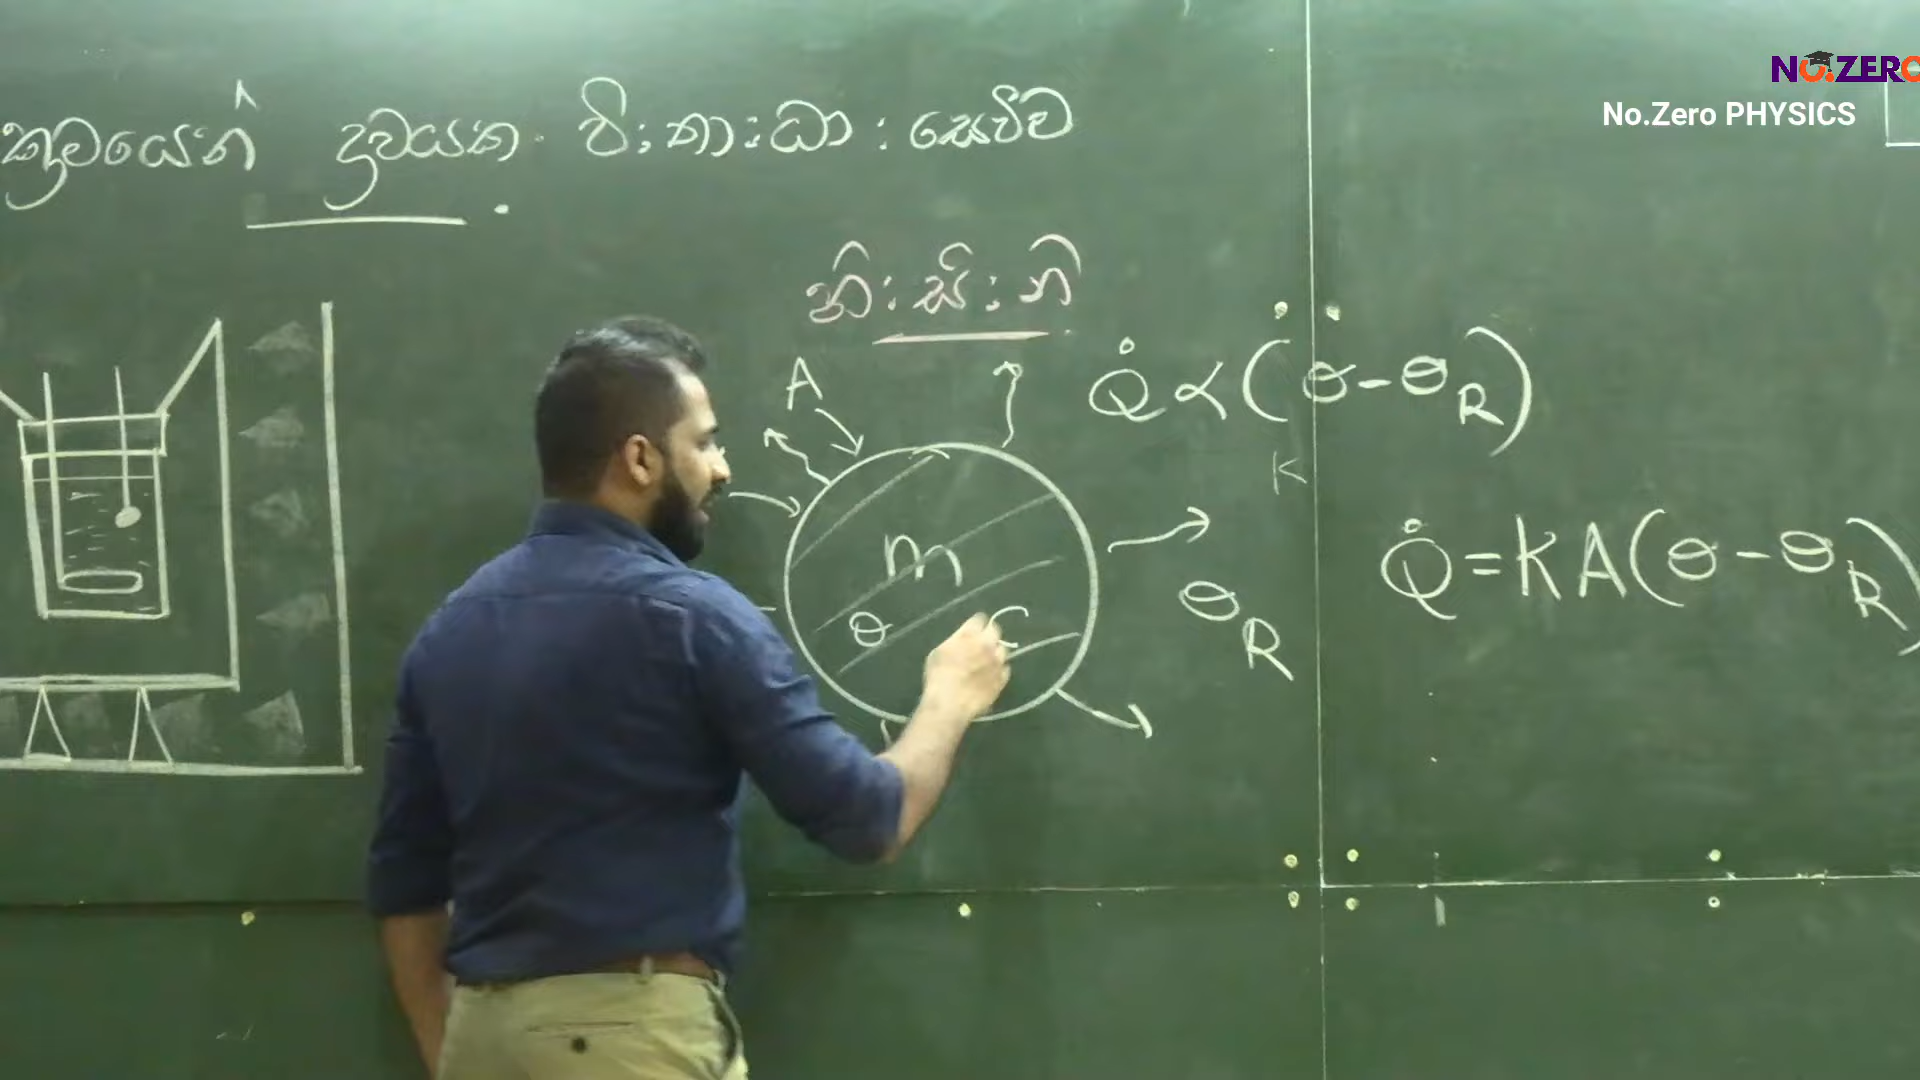 ක්‍රමයෙන් ද්‍රවයක වි:තා:ධා: සෙවීම
NO.ZERO
No.Zero PHYSICS
නි:සි:නි
A
Q̇ ∝ (θ-θR)
K
m
Q̇ = KA(θ-θR)
θ
c
θR